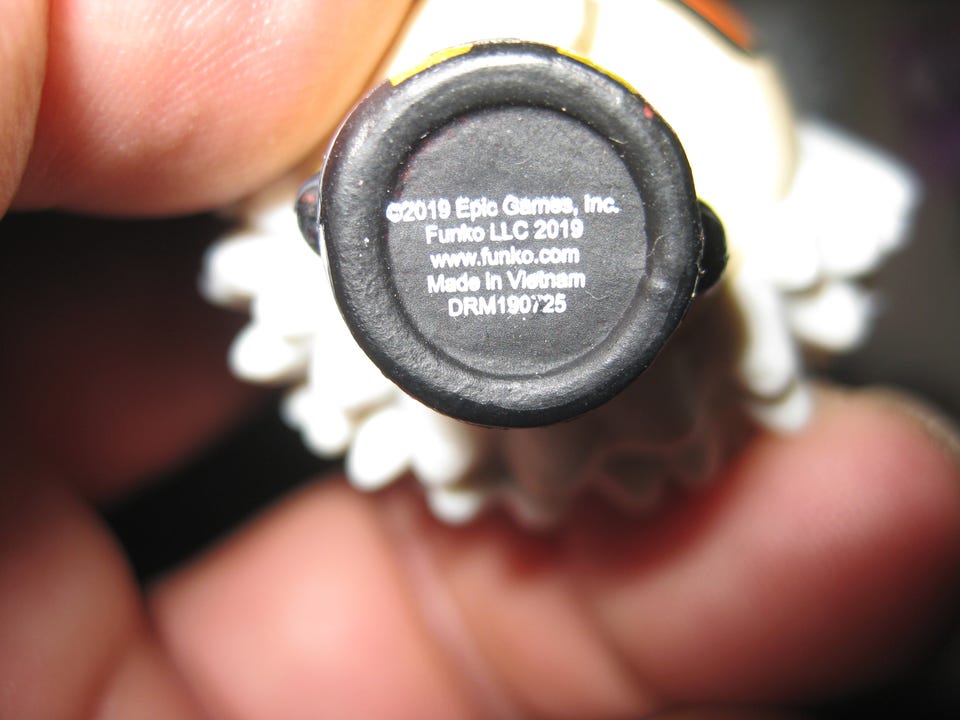 ©2019 Epic Games, Inc.
Funko LLC 2019
www.funko.com
Made in Vietnam
DRM190725